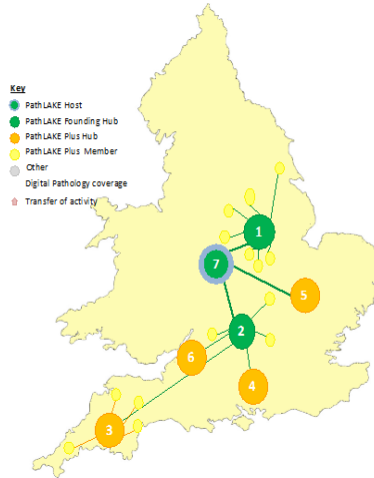 Key
PathLAKE Host
PathLAKE Founding Hub
PathLAKE Plus Hub
PathLAKE Plus Member
Other
Digital Pathology coverage
Transfer of activity
1
7
5
2
6
4
3